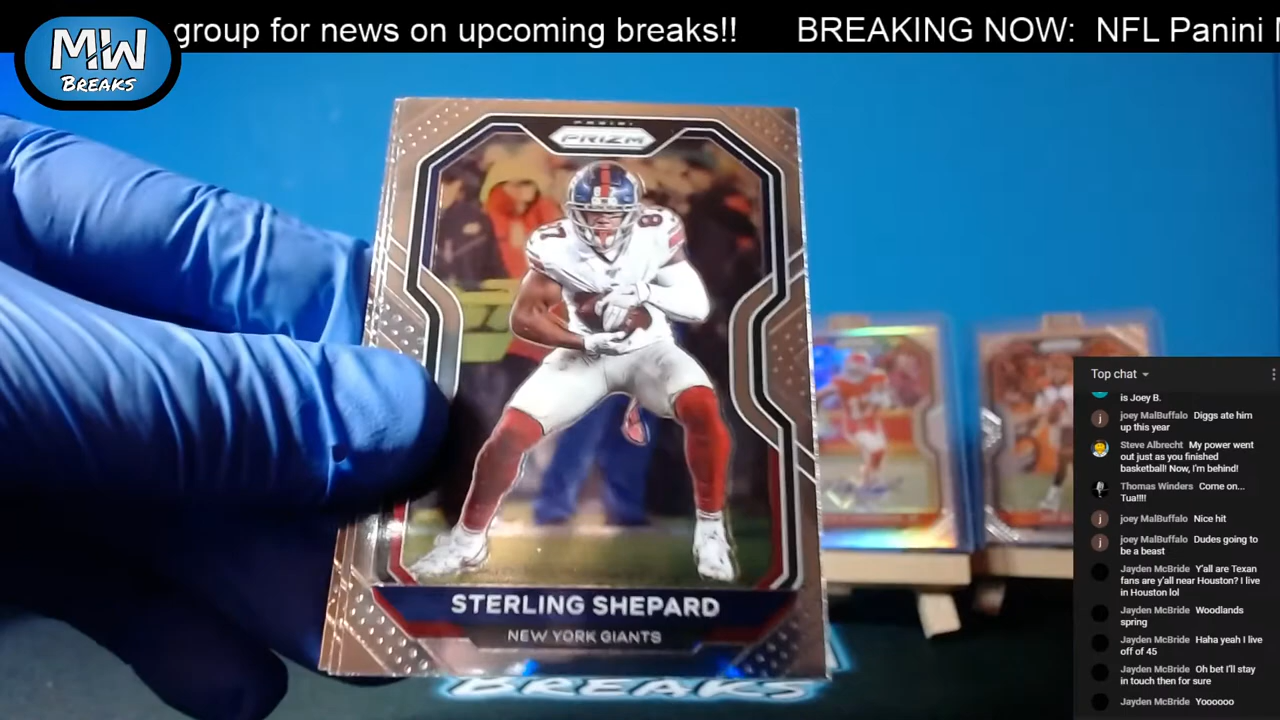 group for news on upcoming breaks!! BREAKING NOW: NFL Panini
MW
BREAKS
PANINI
PRIZM
87
STERLING SHEPARD
NEW YORK GIANTS
BREAKS
Top chat
is Joey B.
joey MalBuffalo Diggs ate him
up this year
Steve Albrecht My power went
out just as you finished
basketball! Now, I'm behind!
Thomas Winders Come on...
Tua!!!!
joey MalBuffalo Nice hit
joey MalBuffalo Dudes going to
be a beast
Jayden McBride Y'all are Texan
fans are y'all near Houston? I live
in Houston lol
Jayden McBride Woodlands
spring
Jayden McBride Haha yeah I live
off of 45
Jayden McBride Oh bet I'll stay
in touch then for sure
Jayden McBride Yoooooo